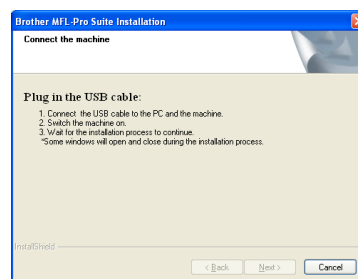 Brother MFL-Pro Suite Installation
Connect the machine
Plug in the USB cable:
1. Connect the USB cable to the PC and the machine.
2. Switch the machine on.
3. Wait for the installation process to continue.
*Some windows will open and close during the installation process.
InstallShield
< Back Next > Cancel